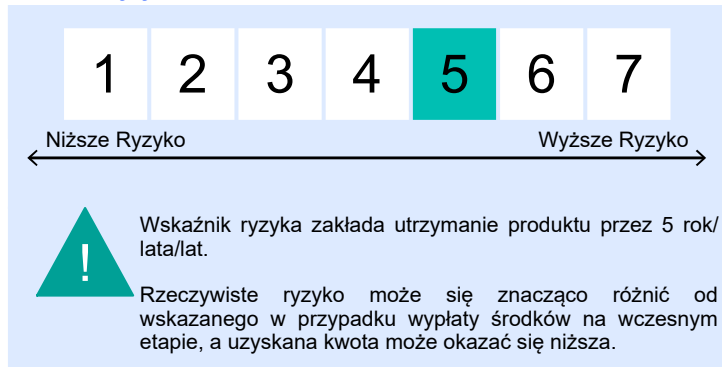 1 2 3 4 5 6 7
Niższe Ryzyko Wyższe Ryzyko
!
Wskaźnik ryzyka zakłada utrzymanie produktu przez 5 rok/
lata/lat.
Rzeczywiste ryzyko może się znacząco różnić od
wskazanego w przypadku wypłaty środków na wczesnym
etapie, a uzyskana kwota może okazać się niższa.